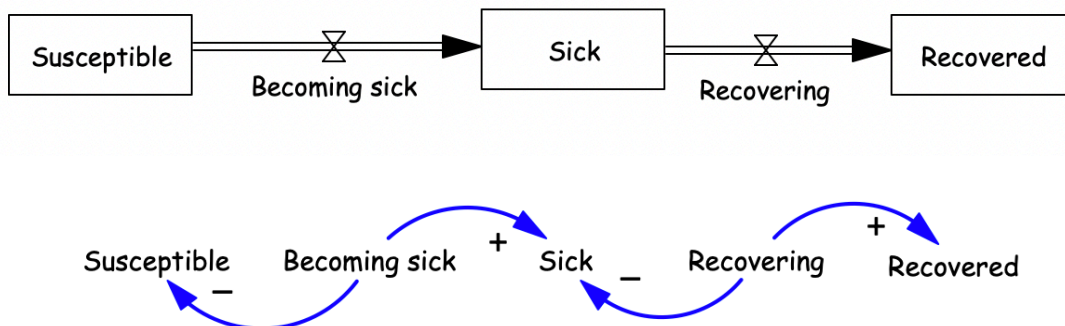 Susceptible
Becoming sick
Sick
Recovering
Recovered
Susceptible
−
Becoming sick
+
Sick
−
Recovering
+
Recovered